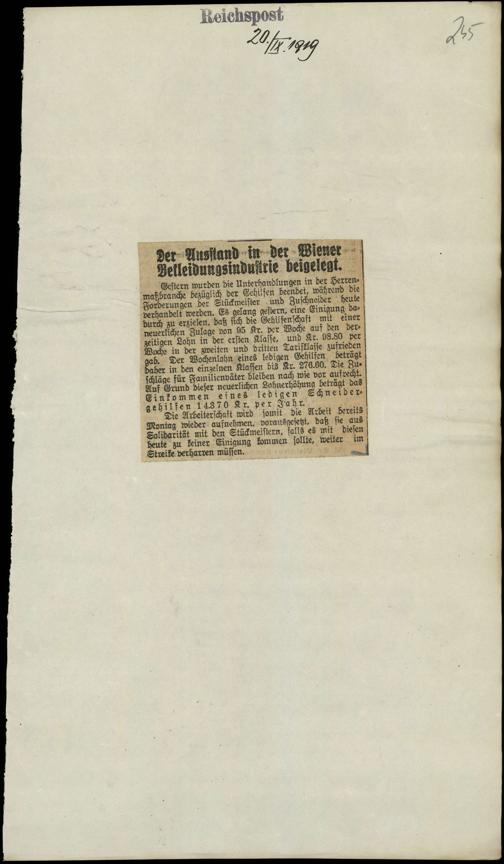 Reichspost
20./IX. 1919
255
Der Ausstand in der Wiener
Bekleidungsindustrie beigelegt.
Gestern wurden die Unterhandlungen in der Herren-
maßbranche bezüglich der Gehilfen beendet, während die
Forderungen der Stückmeister und Zuschneider heute
verhandelt werden. Es gelang gestern, eine Einigung da-
durch zu erzielen, daß sich die Gehilfenschaft mit einer
neuerlichen Zulage von 95 Kr. per Woche auf den der-
zeitigen Lohn in der ersten Klasse, und Kr. 98.80 per
Woche in der zweiten und dritten Tarifklasse zufrieden
gab. Der Wochenlohn eines ledigen Gehilfen beträgt
daher in den einzelnen Klassen bis Kr. 276.60. Die Zu-
schläge für Familienväter bleiben nach wie vor aufrecht.
Auf Grund dieser neuerlichen Lohnerhöhung beträgt das
Einkommen eines ledigen Schneider-
gehilfen 14.370 Kr. per Jahr.
Die Arbeiterschaft wird somit die Arbeit bereits
Montag wieder aufnehmen, vorausgesetzt, daß sie aus
Solidarität mit den Stückmeistern, falls es mit diesen
heute zu keiner Einigung kommen sollte, weiter im
Streike verharren müssen.